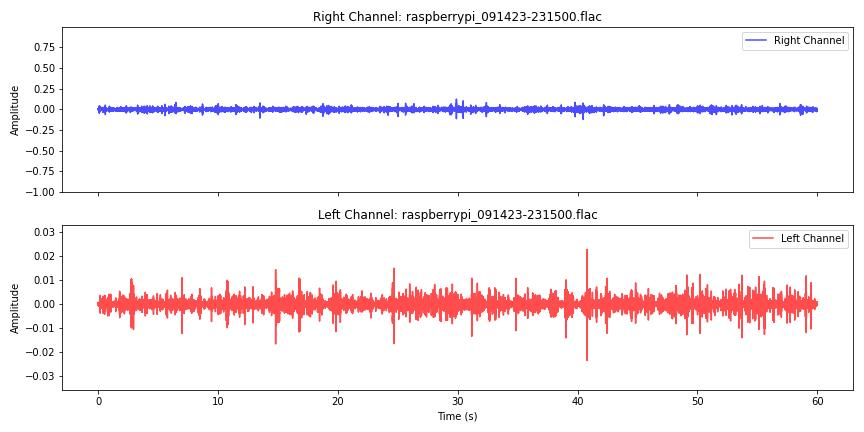 Right Channel: raspberrypi_091423-231500.flac
Right Channel
Amplitude
0.75
0.50
0.25
0.00
−0.25
−0.50
−0.75
−1.00
Left Channel: raspberrypi_091423-231500.flac
Left Channel
Amplitude
0.03
0.02
0.01
0.00
−0.01
−0.02
−0.03
0 10 20 30 40 50 60
Time (s)